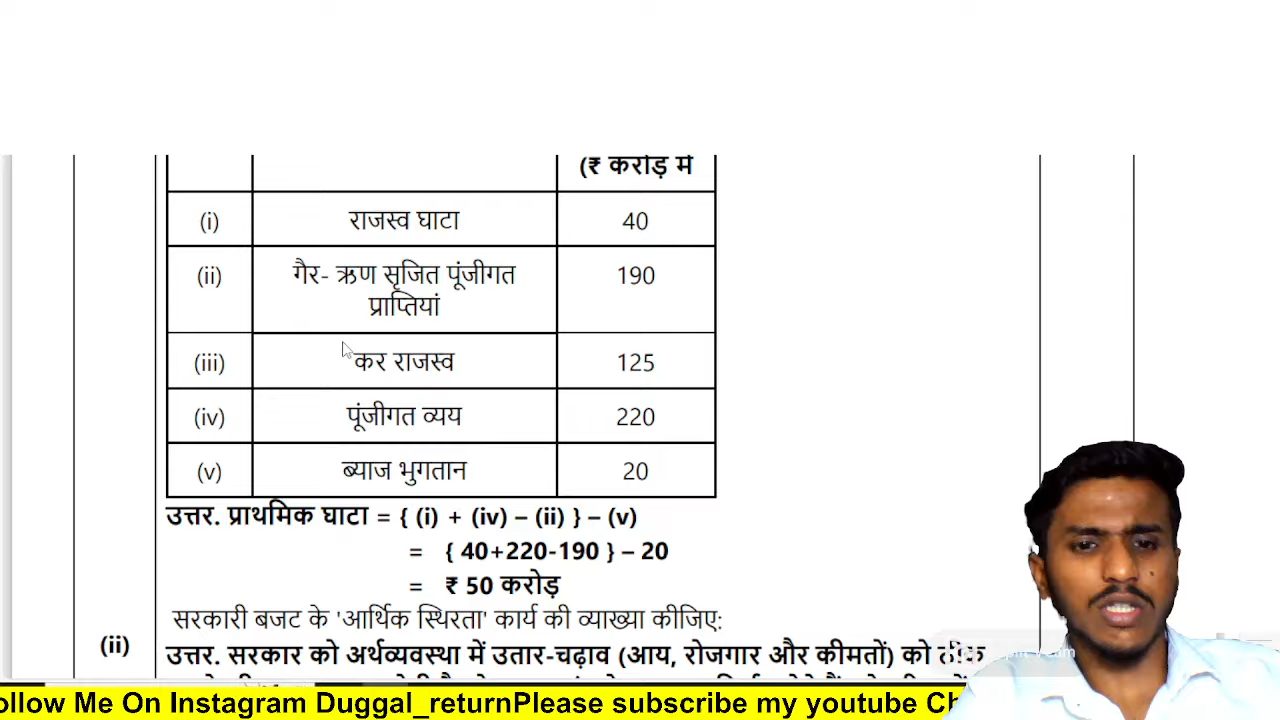 (₹ करोड़ में
(i) राजस्व घाटा 40
(ii) गैर- ऋण सृजित पूंजीगत 190
प्राप्तियां
(iii) कर राजस्व 125
(iv) पूंजीगत व्यय 220
(v) ब्याज भुगतान 20
उत्तर. प्राथमिक घाटा = { (i) + (iv) – (ii) } – (v)
= { 40+220-190 } – 20
= ₹ 50 करोड़
सरकारी बजट के 'आर्थिक स्थिरता' कार्य की व्याख्या कीजिए:
(ii) उत्तर. सरकार को अर्थव्यवस्था में उतार-चढ़ाव (आय, रोजगार और कीमतों) को ठीक
ollow Me On Instagram Duggal_returnPlease subscribe my youtube Ch